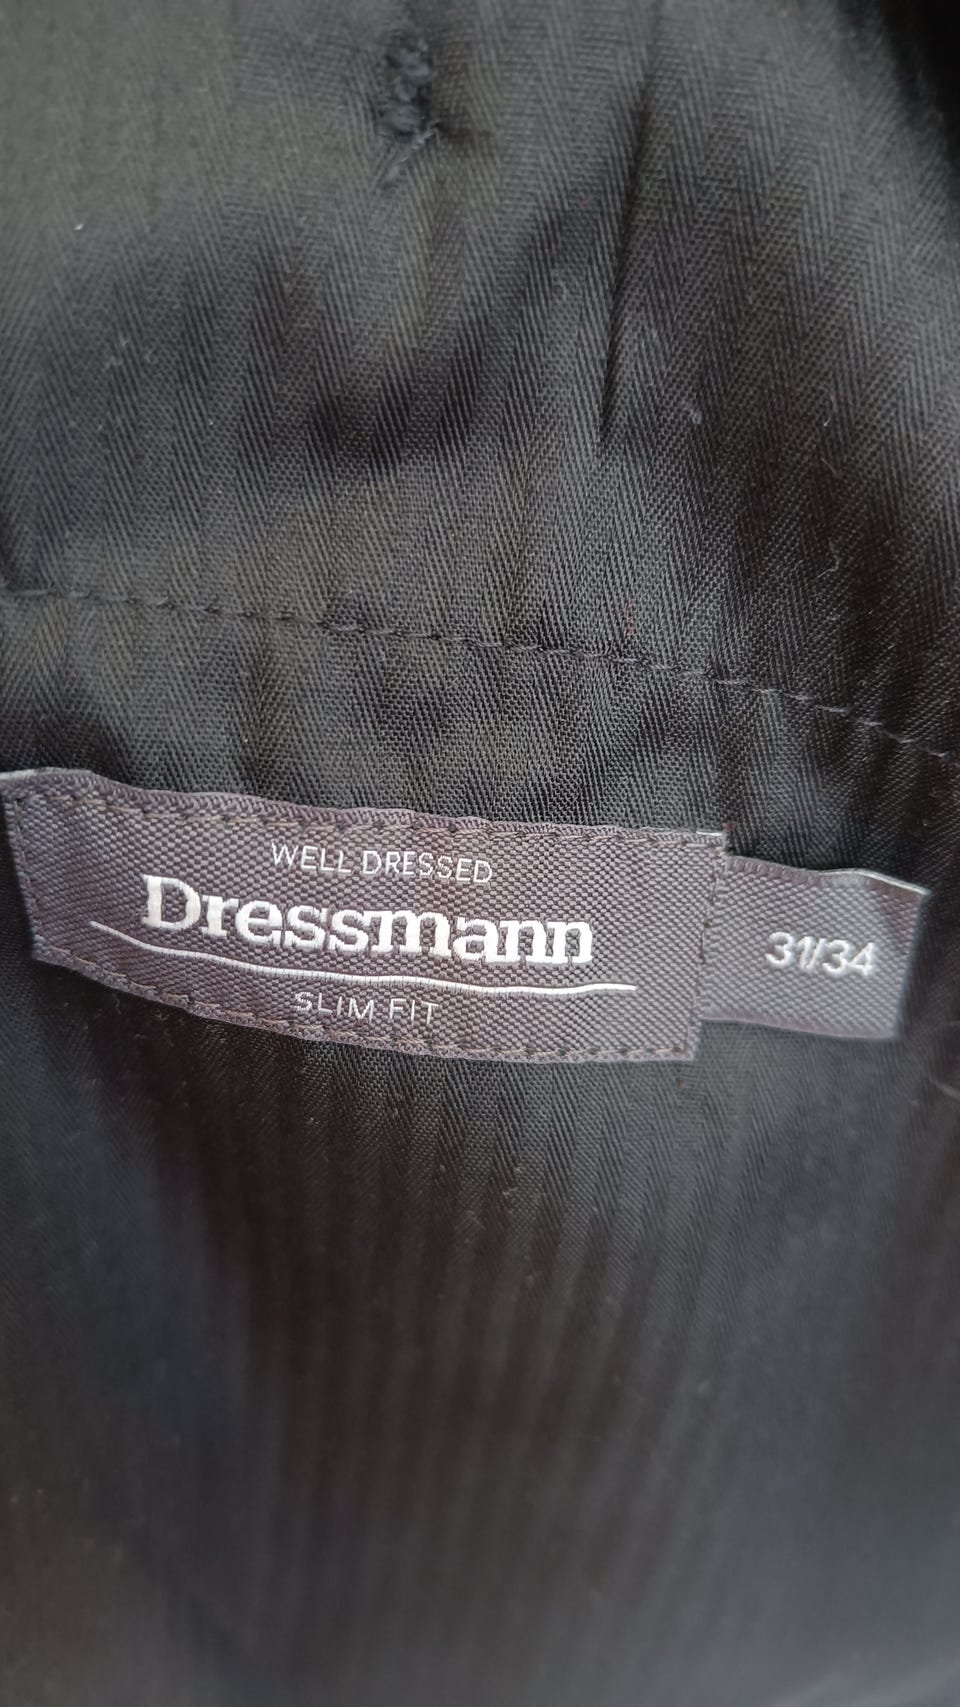 WELL DRESSED
Dressmann
SLIM FIT
31/34